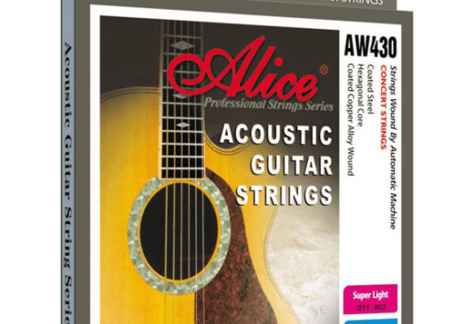 STRINGS
Acoustic Guitar String Series
Alice®
Professional Strings Series
ACOUSTIC
GUITAR
STRINGS
AW430
Strings Wound By Automatic Machine
CONCERT STRINGS
Coated Steel
Hexagonal Core
Coated Copper Alloy Wound
Super Light